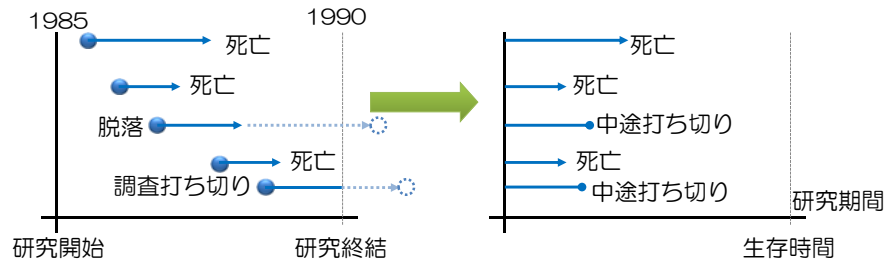 1985
1990
死亡
死亡
脱落
死亡
調査打ち切り
研究開始
研究終結
死亡
死亡
中途打ち切り
死亡
中途打ち切り
研究期間
生存時間